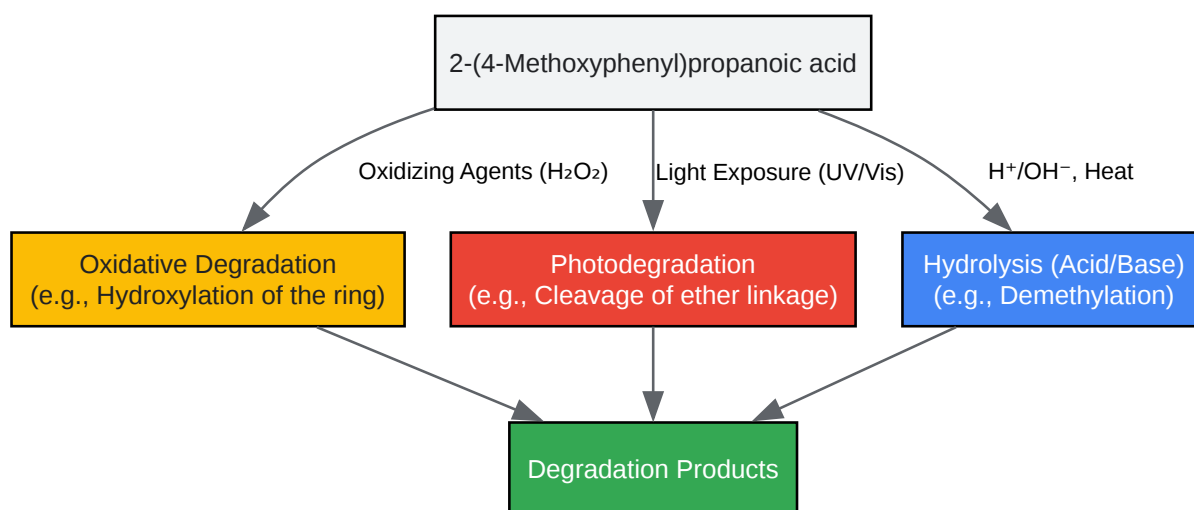 2-(4-Methoxyphenyl)propanoic acid
Oxidizing Agents (H₂O₂)
Light Exposure (UV/Vis)
H⁺/OH⁻, Heat
Oxidative Degradation
(e.g., Hydroxylation of the ring)
Photodegradation
(e.g., Cleavage of ether linkage)
Hydrolysis (Acid/Base)
(e.g., Demethylation)
Degradation Products